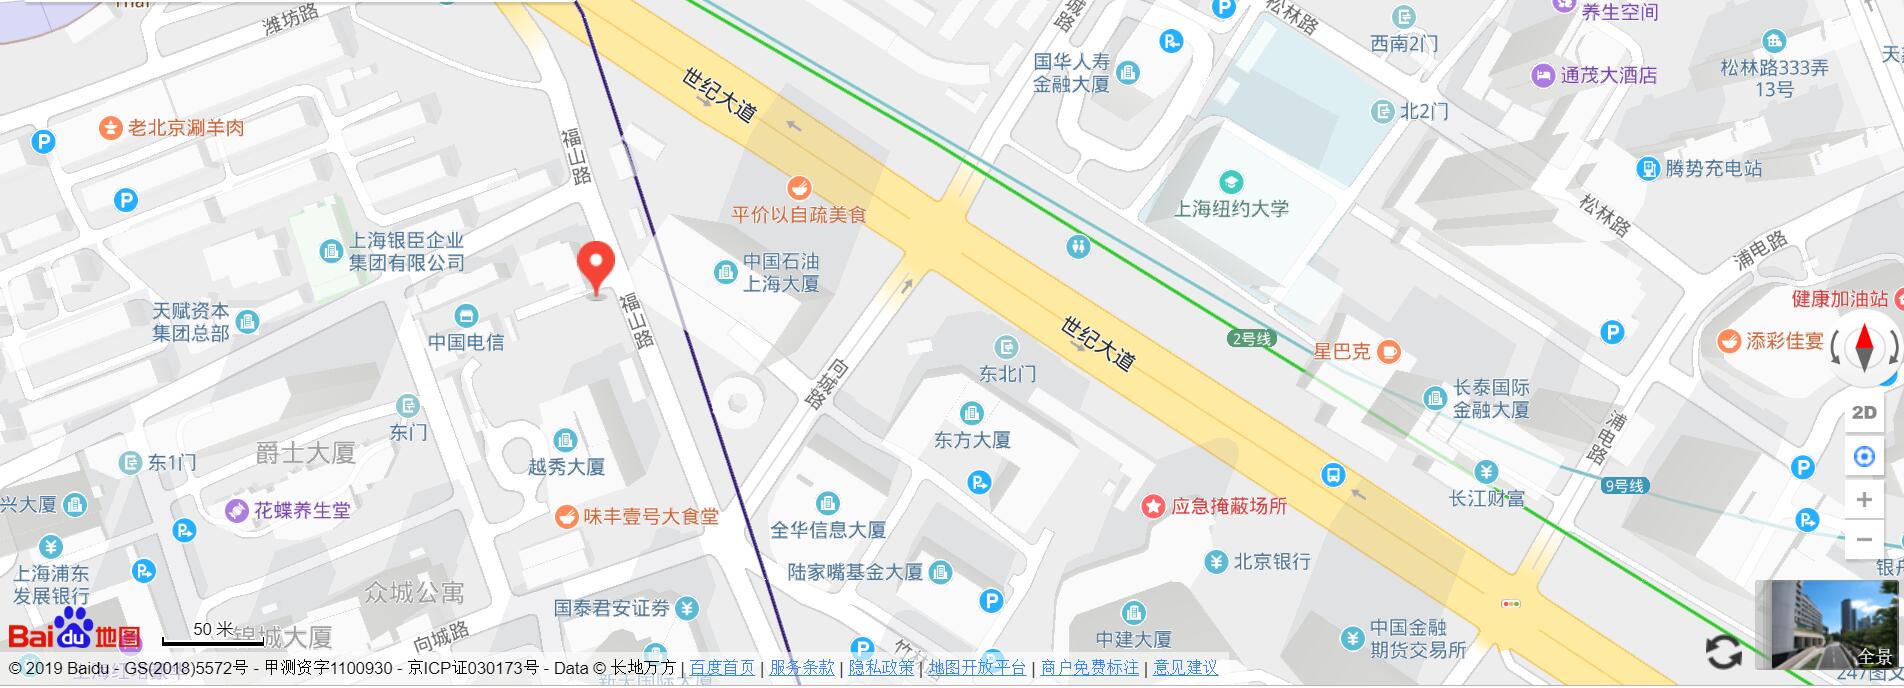 潍坊路
老北京涮羊肉
福山路
世纪大道
平价以自疏美食
国华人寿
金融大厦
松林路
西南2门
养生空间
通茂大酒店
北2门
松林路333弄
13号
腾势充电站
上海纽约大学
松林路
浦电路
健康加油站
添彩佳宴
上海银臣企业
集团有限公司
天赋资本
集团总部
中国电信
福山路
中国石油
上海大厦
向城路
东北门
世纪大道
2号线
星巴克
长泰国际
金融大厦
浦电路
9号线
2D
东门
爵士大厦
东1门
兴大厦
花蝶养生堂
越秀大厦
味丰壹号大食堂
东方大厦
全华信息大厦
应急掩蔽场所
长江财富
北京银行
陆家嘴基金大厦
上海浦东
发展银行
众城公寓
国泰君安证券
中建大厦
中国金融
期货交易所
Bai du 地图
50 米
锦城大厦
向城路
全景
© 2019 Baidu - GS(2018)5572号 - 甲测资字1100930 - 京ICP证030173号 - Data © 长地万方 | 百度首页 | 服务条款 | 隐私政策 | 地图开放平台 | 商户免费标注 | 意见建议